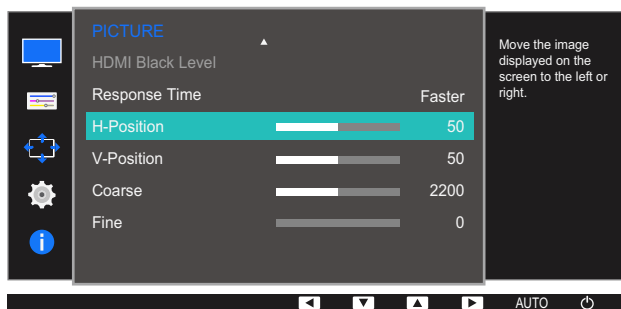 PICTURE
HDMI Black Level
Response Time Faster
H-Position 50
V-Position 50
Coarse 2200
Fine 0
Move the image
displayed on the
screen to the left or
right.
AUTO